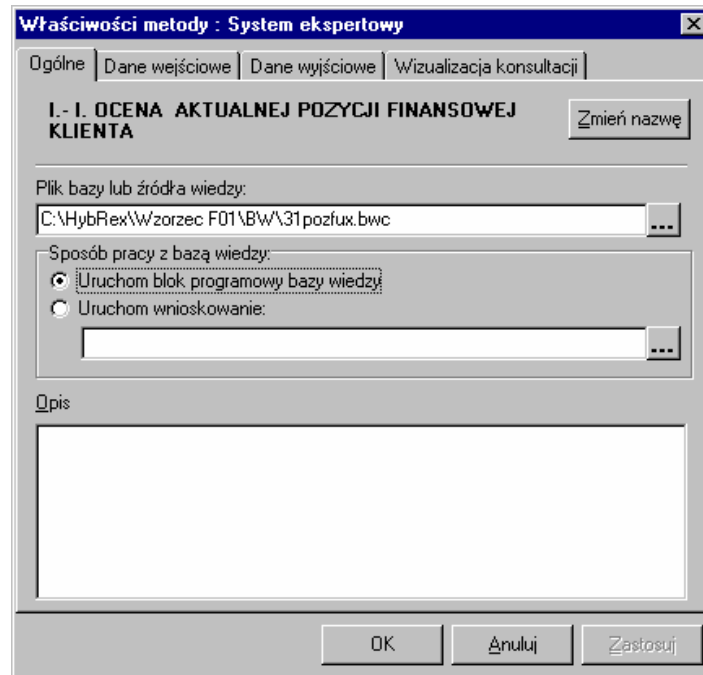 Właściwości metody : System ekspertowy
Ogólne Dane wejściowe Dane wyjściowe Wizualizacja konsultacji
I.- I. OCENA AKTUALNEJ POZYCJI FINANSOWEJ
KLIENTA
Zmień nazwę
Plik bazy lub źródła wiedzy:
C:\HybRex\Wzorzec F01\BW\31pozfux.bwc
...
Sposób pracy z bazą wiedzy:
Uruchom blok programowy bazy wiedzy
Uruchom wnioskowanie:
...
Opis
OK Anuluj Zastosuj